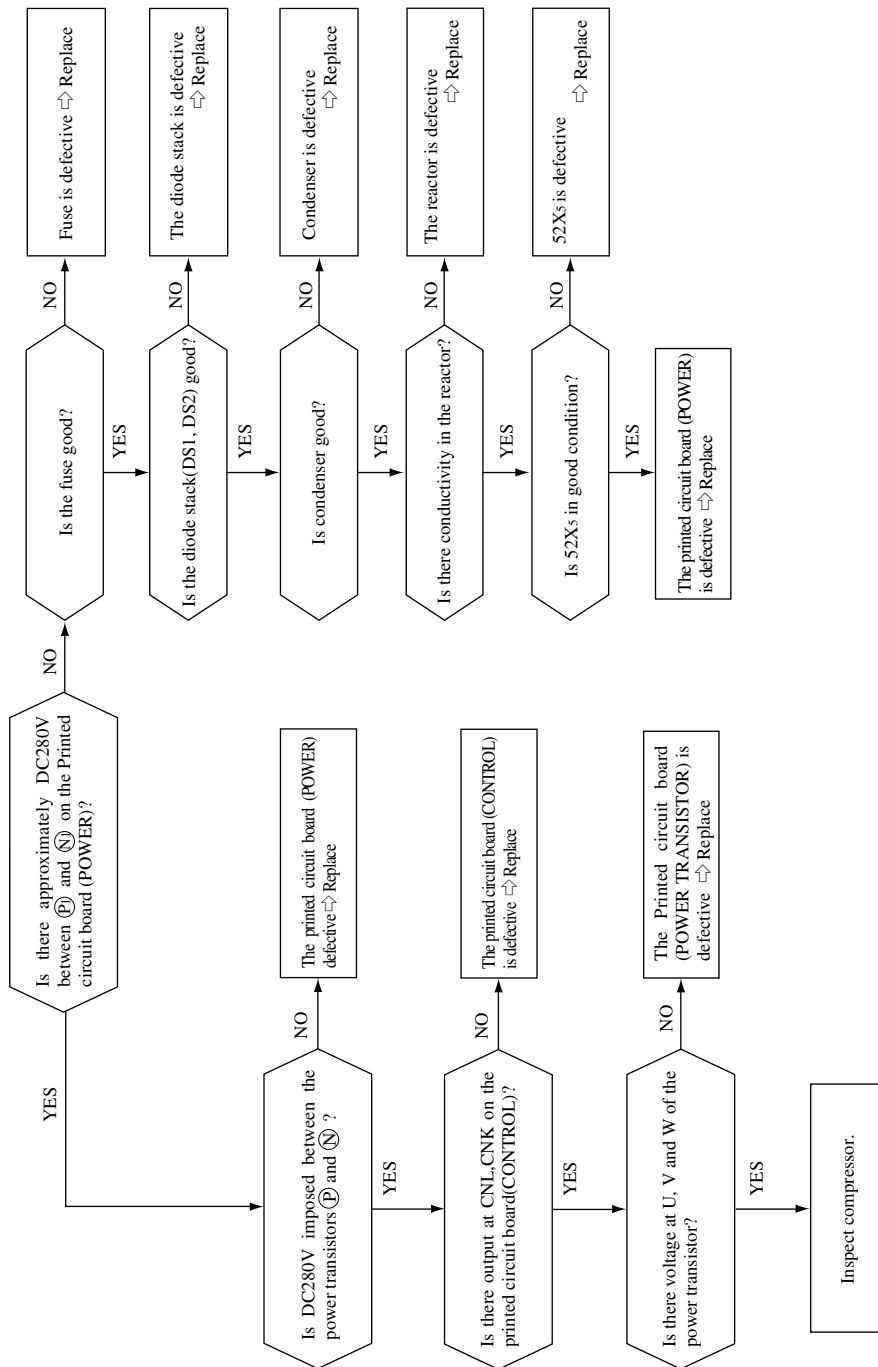 Is there approximately DC280V
between Ⓟ1 and Ⓝ on the Printed
circuit board (POWER)?
NO
YES
Is the fuse good?
NO
Fuse is defective ⇨ Replace
YES
Is the diode stack(DS1, DS2) good?
NO
The diode stack is defective
⇨ Replace
YES
Is condenser good?
NO
Condenser is defective
⇨ Replace
YES
Is there conductivity in the reactor?
NO
The reactor is defective
⇨ Replace
YES
Is 52X5 in good condition?
NO
52X5 is defective
⇨ Replace
YES
The printed circuit board (POWER)
is defective ⇨ Replace
Is DC280V imposed between the
power transistors Ⓟ and Ⓝ ?
NO
The printed circuit board (POWER)
defective ⇨ Replace
YES
Is there output at CNL,CNK on the
printed circuit board(CONTROL)?
NO
The printed circuit board (CONTROL)
is defective ⇨ Replace
YES
Is there voltage at U, V and W of the
power transistor?
NO
The Printed circuit board
(POWER TRANSISTOR) is
defective ⇨ Replace
YES
Inspect compressor.